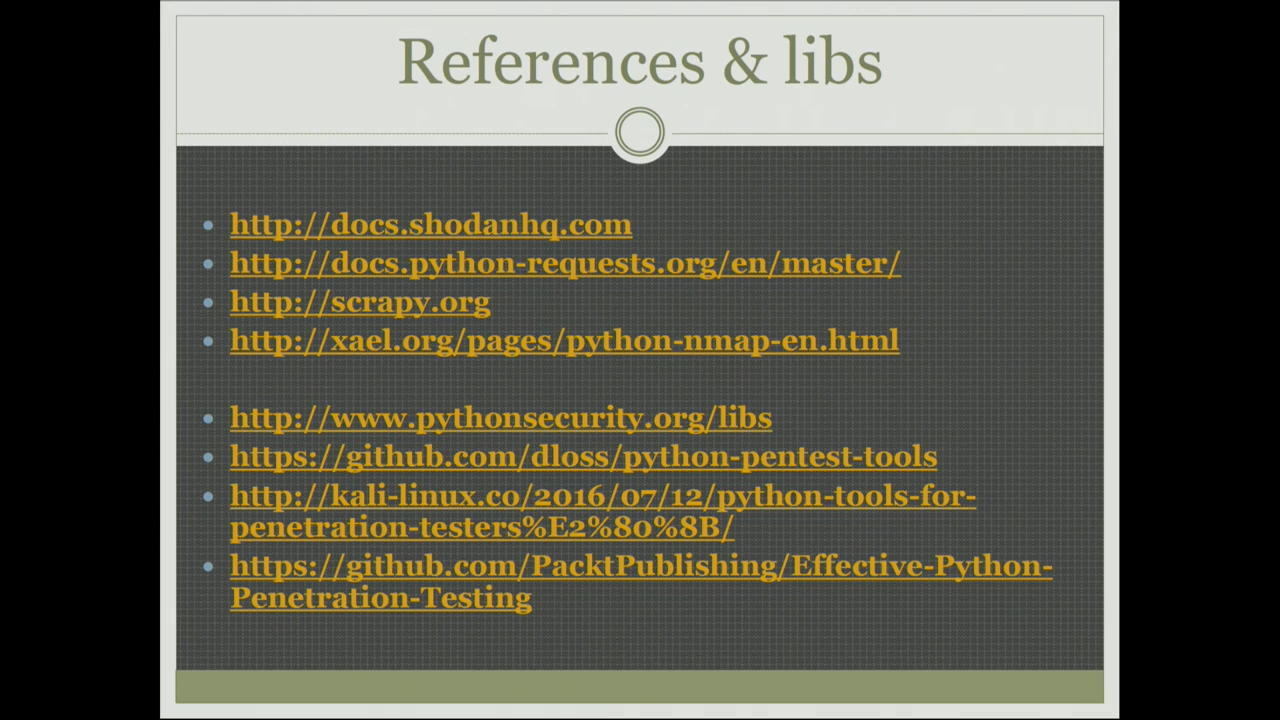 References & libs
http://docs.shodanhq.com
http://docs.python-requests.org/en/master/
http://scrapy.org
http://xael.org/pages/python-nmap-en.html
http://www.pythonsecurity.org/libs
https://github.com/dloss/python-pentest-tools
http://kali-linux.co/2016/07/12/python-tools-for-
penetration-testers%E2%80%8B/
https://github.com/PacktPublishing/Effective-Python-
Penetration-Testing